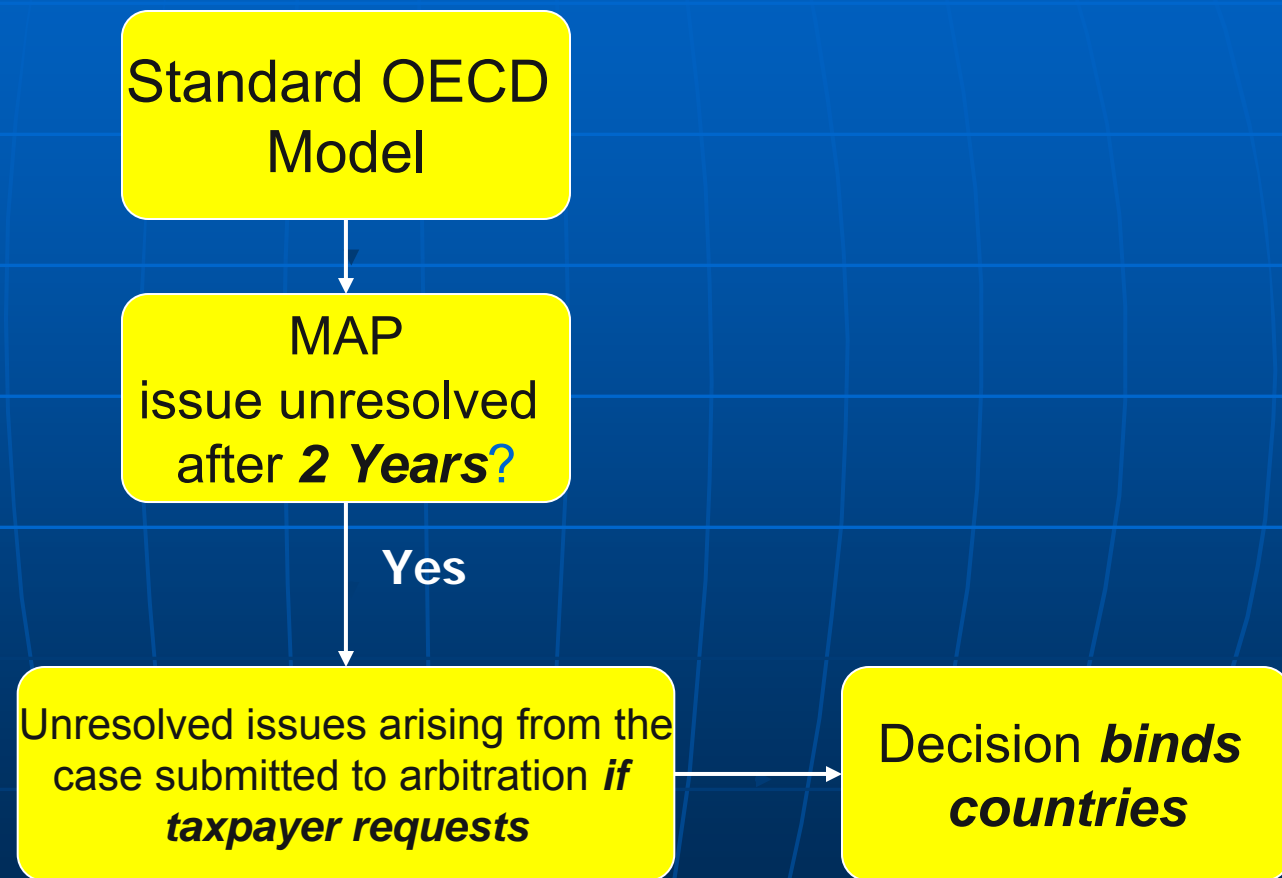 Standard OECD
Model
MAP
issue unresolved
after 2 Years?
Yes
Unresolved issues arising from the
case submitted to arbitration if
taxpayer requests
Decision binds
countries